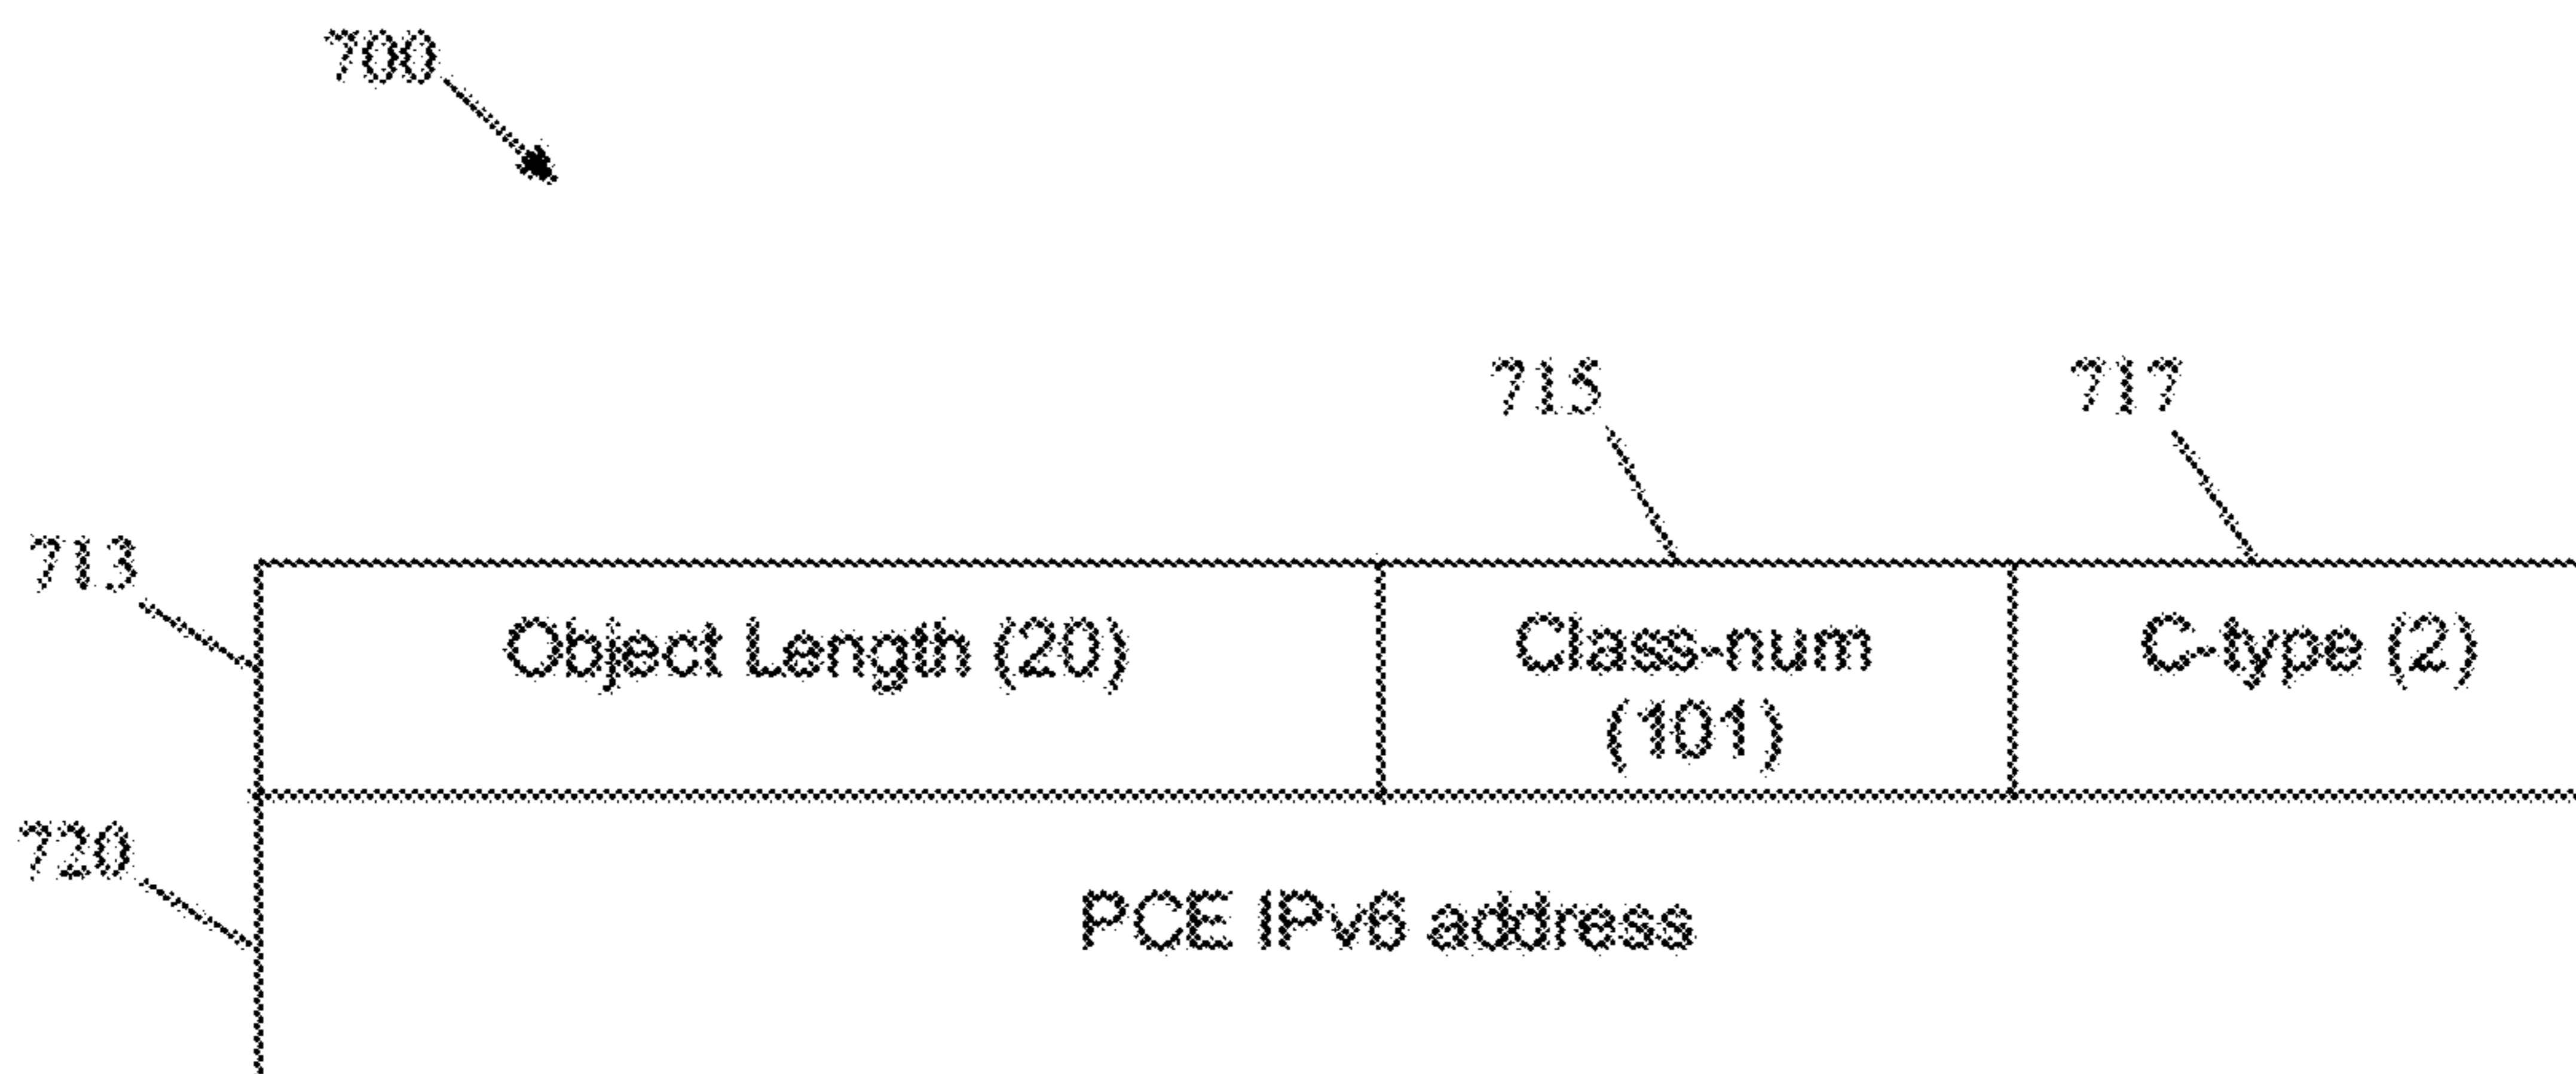 700
715
717
713
Object Length (20)
Class-num
(101)
C-type (2)
720
PCE IPv6 address